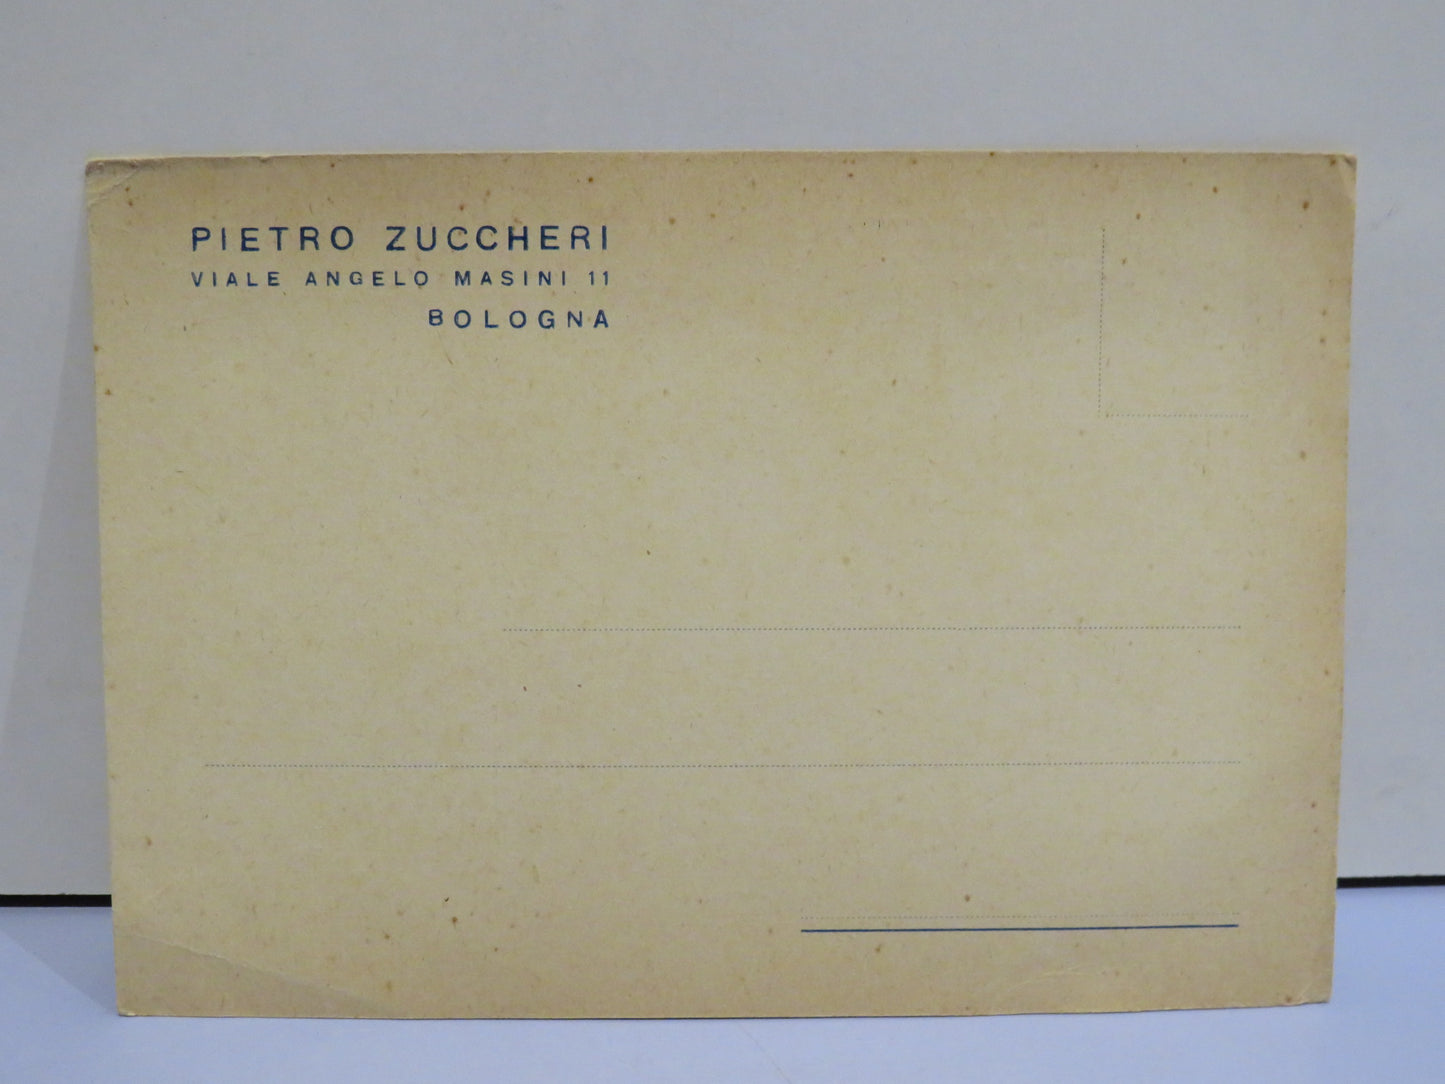 PIETRO ZUCCHERI
VIALE ANGELO MASINI 11
BOLOGNA